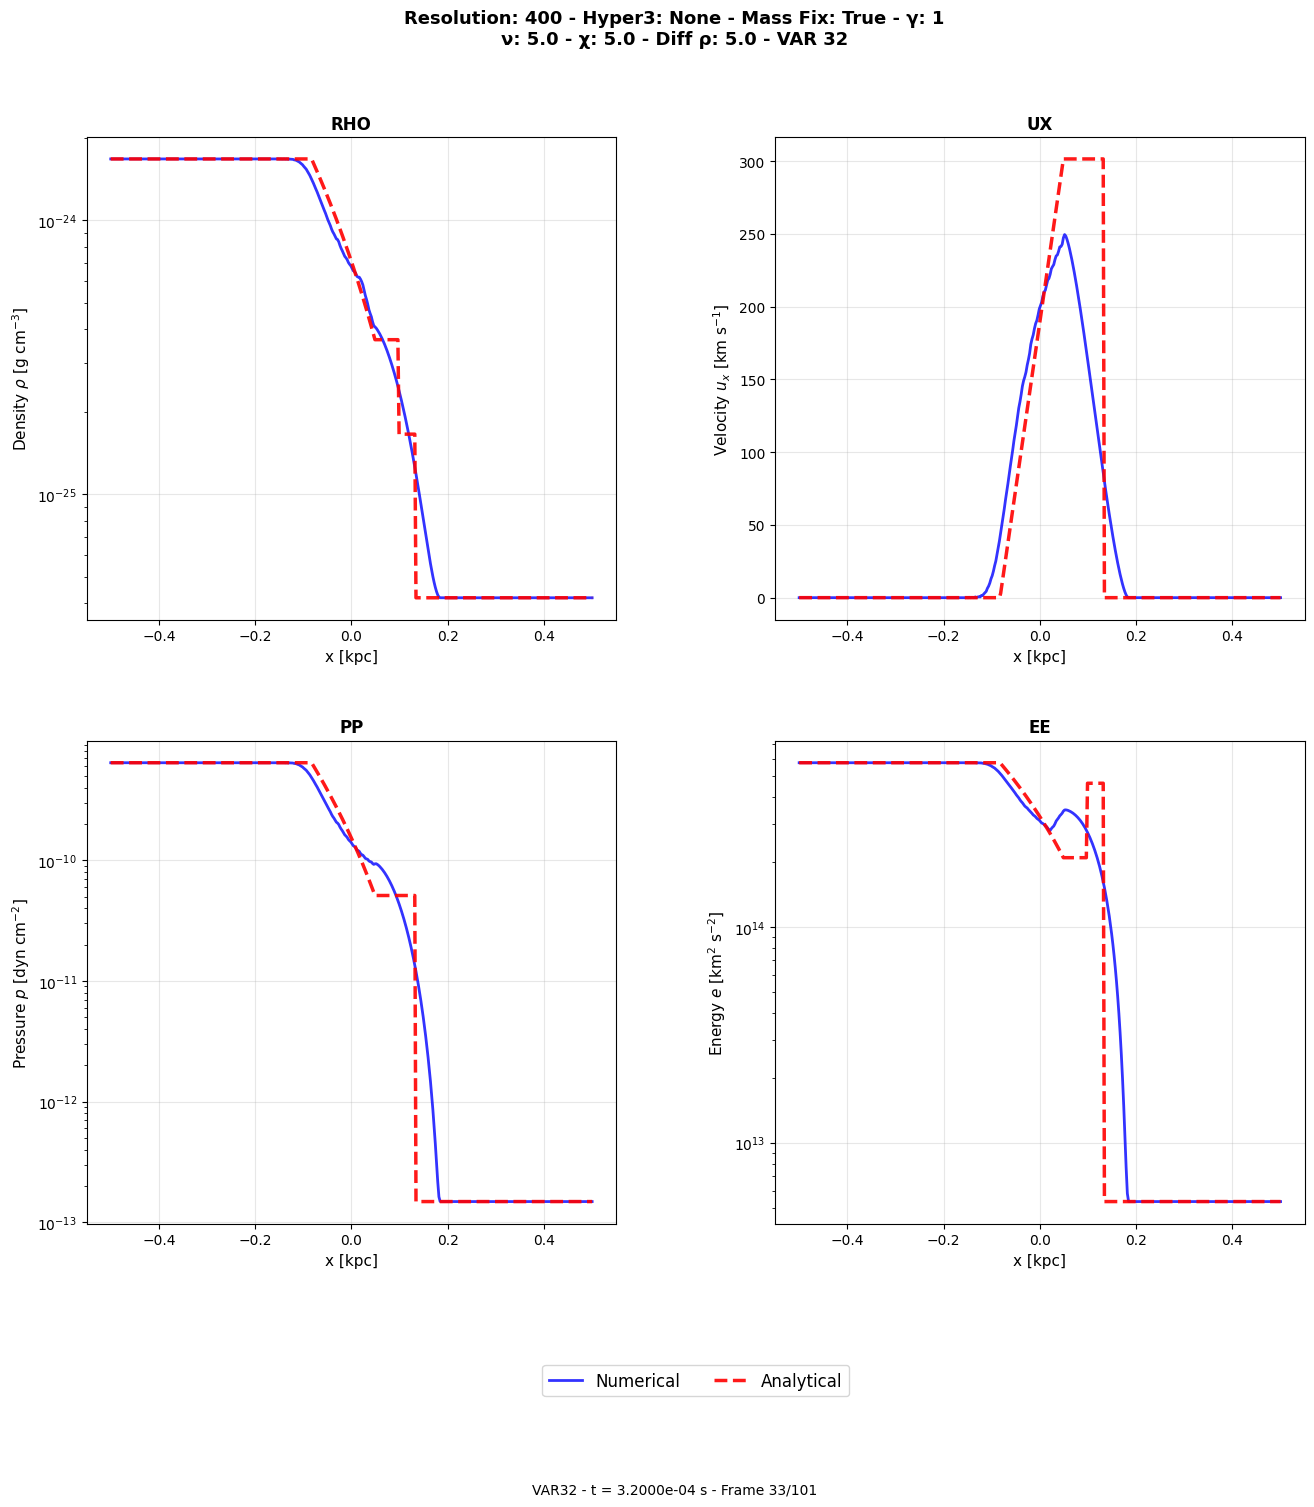 Resolution: 400 - Hyper3: None - Mass Fix: True - γ: 1
ν: 5.0 - χ: 5.0 - Diff ρ: 5.0 - VAR 32
RHO
Density ρ [g cm⁻³]
10⁻²⁴
10⁻²⁵
−0.4 −0.2 0.0 0.2 0.4
x [kpc]
UX
Velocity uₓ [km s⁻¹]
300
250
200
150
100
50
0
−0.4 −0.2 0.0 0.2 0.4
x [kpc]
PP
Pressure p [dyn cm⁻²]
10⁻¹⁰
10⁻¹¹
10⁻¹²
10⁻¹³
−0.4 −0.2 0.0 0.2 0.4
x [kpc]
EE
Energy e [km² s⁻²]
10¹⁴
10¹³
−0.4 −0.2 0.0 0.2 0.4
x [kpc]
Numerical Analytical
VAR32 - t = 3.2000e-04 s - Frame 33/101